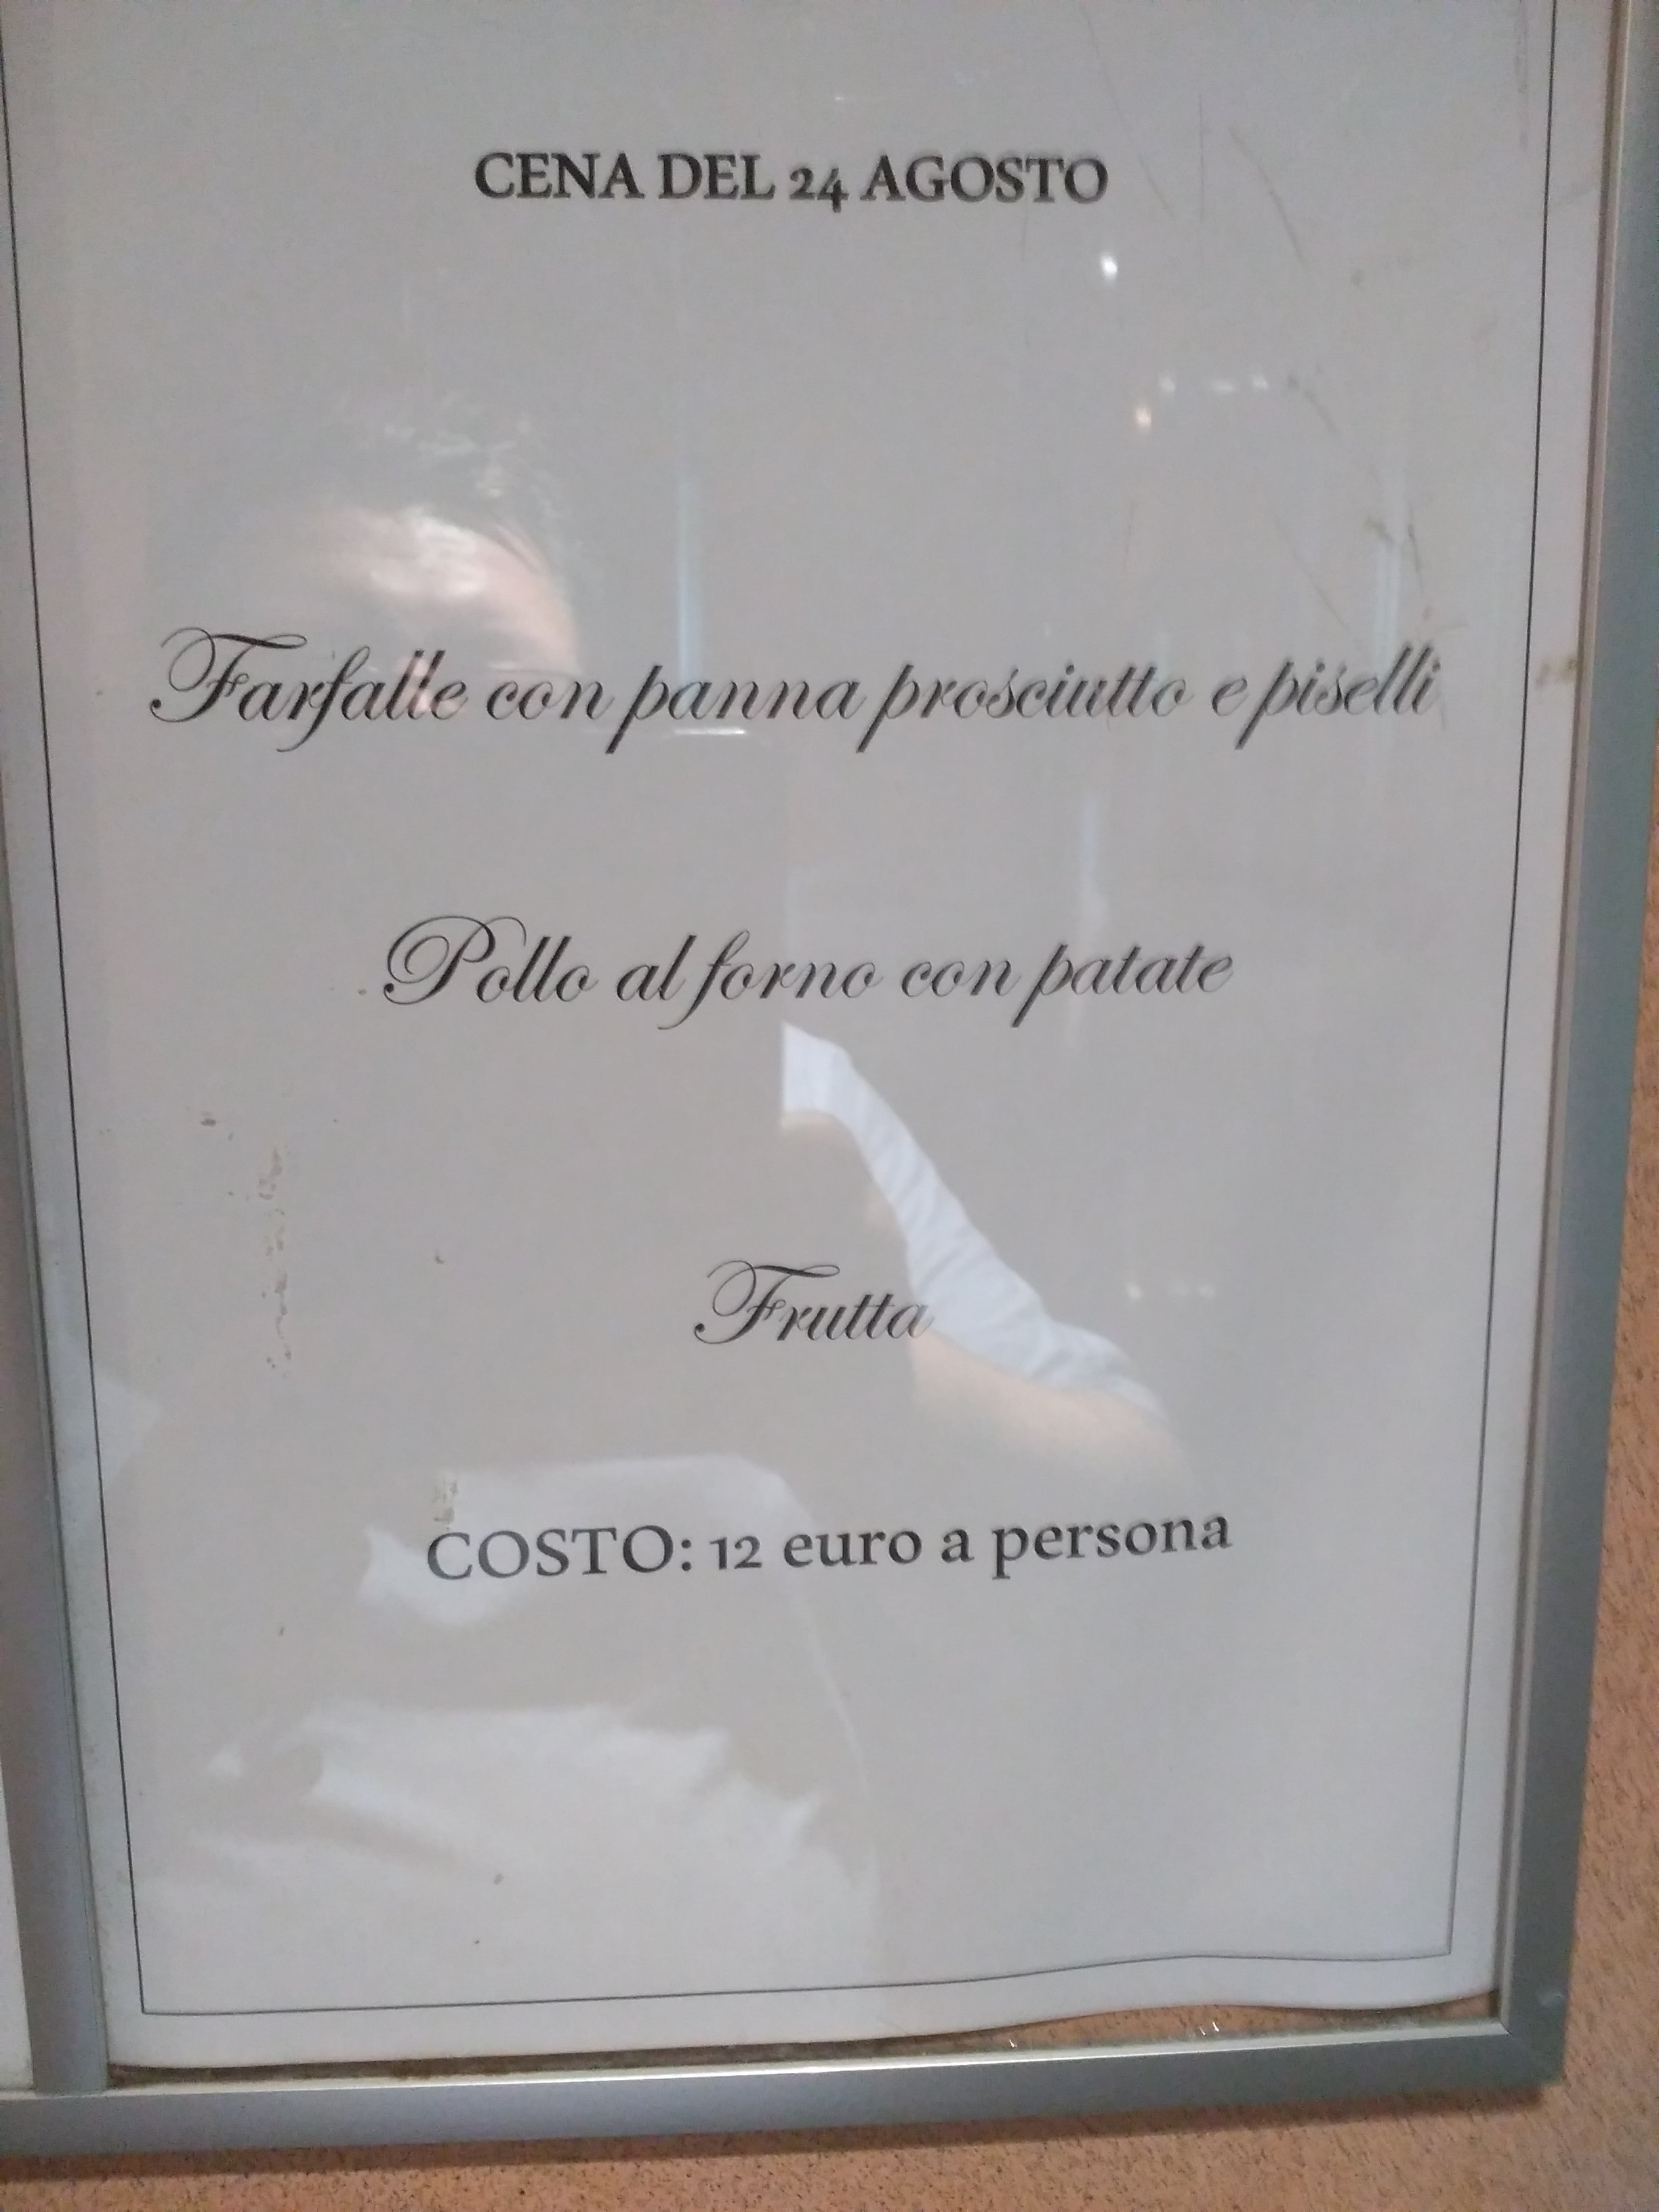 CENA DEL 24 AGOSTO
Farfalle con panna prosciutto e piselli
Pollo al forno con patate
Frutta
COSTO: 12 euro a persona